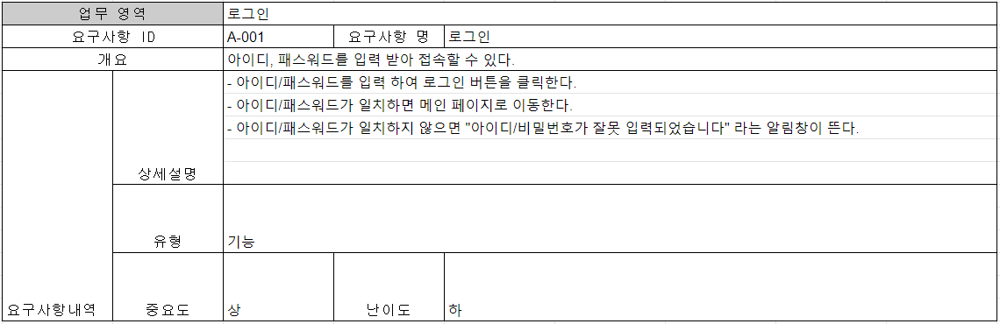 업무 영역 로그인
요구사항 ID A-001 요구사항 명 로그인
개요 아이디, 패스워드를 입력 받아 접속할 수 있다.
- 아이디/패스워드를 입력 하여 로그인 버튼을 클릭한다.
- 아이디/패스워드가 일치하면 메인 페이지로 이동한다.
- 아이디/패스워드가 일치하지 않으면 "아이디/비밀번호가 잘못 입력되었습니다" 라는 알림창이 뜬다.
상세설명
유형 기능
요구사항내역 중요도 상 난이도 하